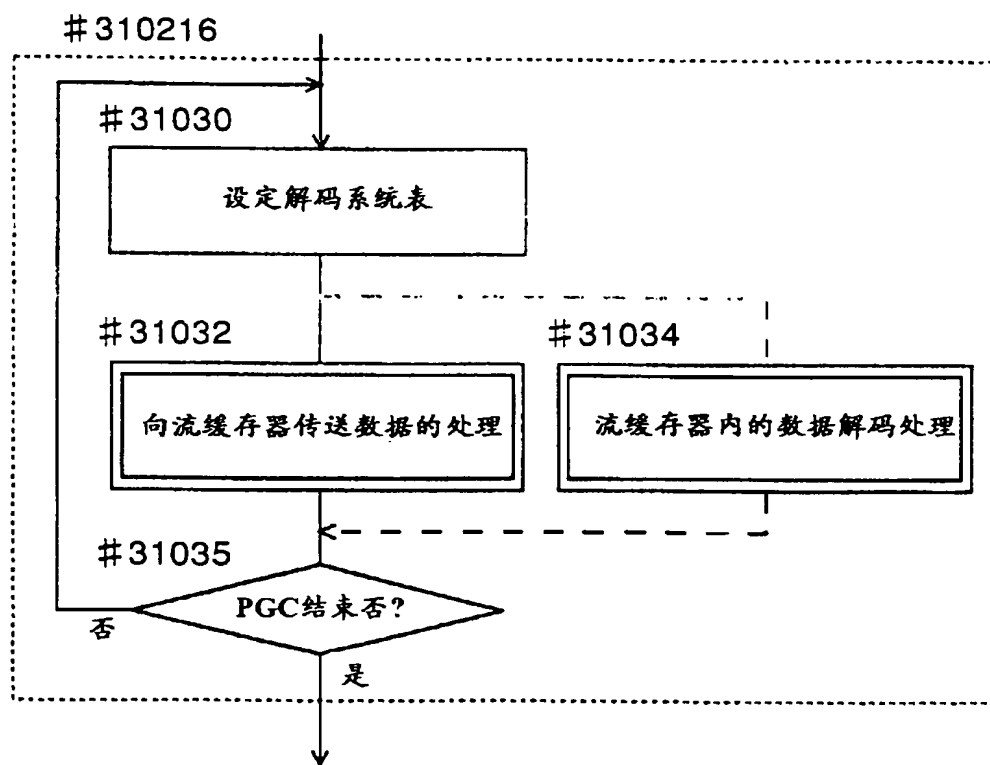 #310216
#31030
设定解码系统表
#31032
#31034
向流缓存器传送数据的处理
流缓存器内的数据解码处理
#31035
PGC结束否?
否
是